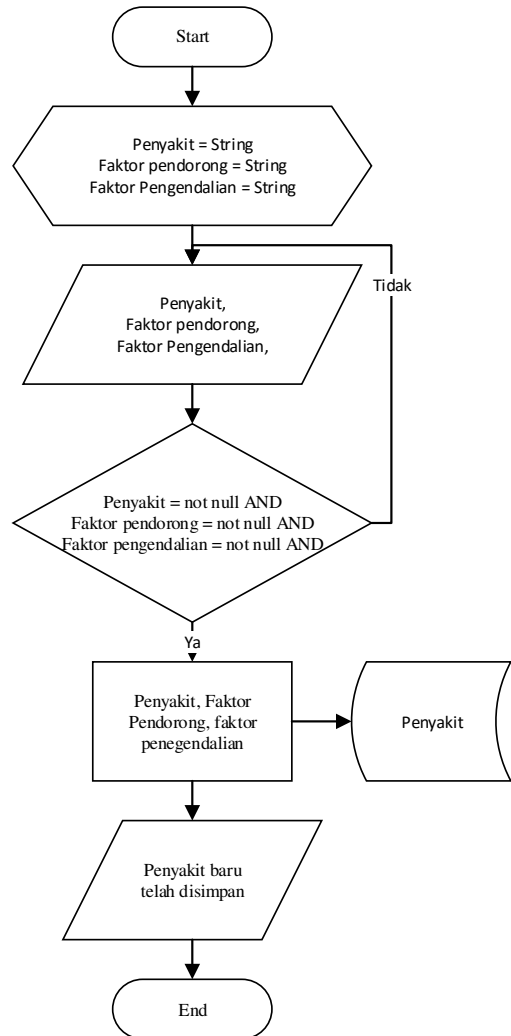 Start
Penyakit = String
Faktor pendorong = String
Faktor Pengendalian = String
Tidak
Penyakit,
Faktor pendorong,
Faktor Pengendalian,
Penyakit = not null AND
Faktor pendorong = not null AND
Faktor pengendalian = not null AND
Ya
Penyakit, Faktor
Pendorong, faktor
penegendalian
Penyakit
Penyakit baru
telah disimpan
End